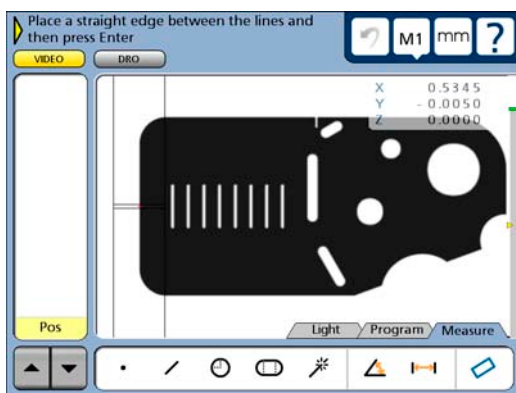 Place a straight edge between the lines and
then press Enter
M1
mm
?
VIDEO
DRO
X 0.5345
Y - 0.0050
Z 0.0000
Pos
Light
Program
Measure